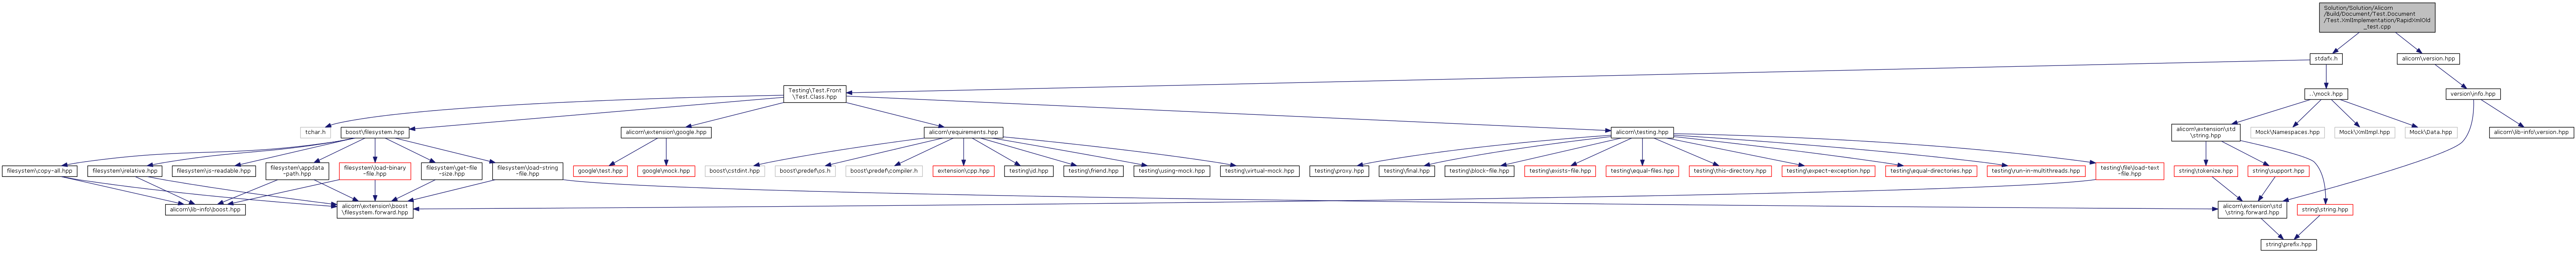 Solution/Solution/Alicorn
/Build/Document/Test.Document
/Test.XmlImplementation/RapidXmlOld
_test.cpp
stdafx.h
alicorn\version.hpp
Testing\Test.Front
\Test.Class.hpp
..\mock.hpp
version\info.hpp
tchar.h
boost\filesystem.hpp
alicorn\extension\google.hpp
alicorn\requirements.hpp
alicorn\testing.hpp
alicorn\extension\std
\string.hpp
Mock\Namespaces.hpp
Mock\XmlImpl.hpp
Mock\Data.hpp
alicorn\lib-info\version.hpp
filesystem\copy-all.hpp
filesystem\relative.hpp
filesystem\is-readable.hpp
filesystem\appdata
-path.hpp
filesystem\load-binary
-file.hpp
filesystem\get-file
-size.hpp
filesystem\load-string
-file.hpp
google\test.hpp
google\mock.hpp
boost\cstdint.hpp
boost\predef\os.h
boost\predef\compiler.h
extension\cpp.hpp
testing\id.hpp
testing\friend.hpp
testing\using-mock.hpp
testing\virtual-mock.hpp
testing\proxy.hpp
testing\final.hpp
testing\block-file.hpp
testing\exists-file.hpp
testing\equal-files.hpp
testing\this-directory.hpp
testing\expect-exception.hpp
testing\equal-directories.hpp
testing\run-in-multithreads.hpp
testing\file\load-text
-file.hpp
string\tokenize.hpp
string\support.hpp
alicorn\lib-info\boost.hpp
alicorn\extension\boost
\filesystem.forward.hpp
alicorn\extension\std
\string.forward.hpp
string\string.hpp
string\prefix.hpp